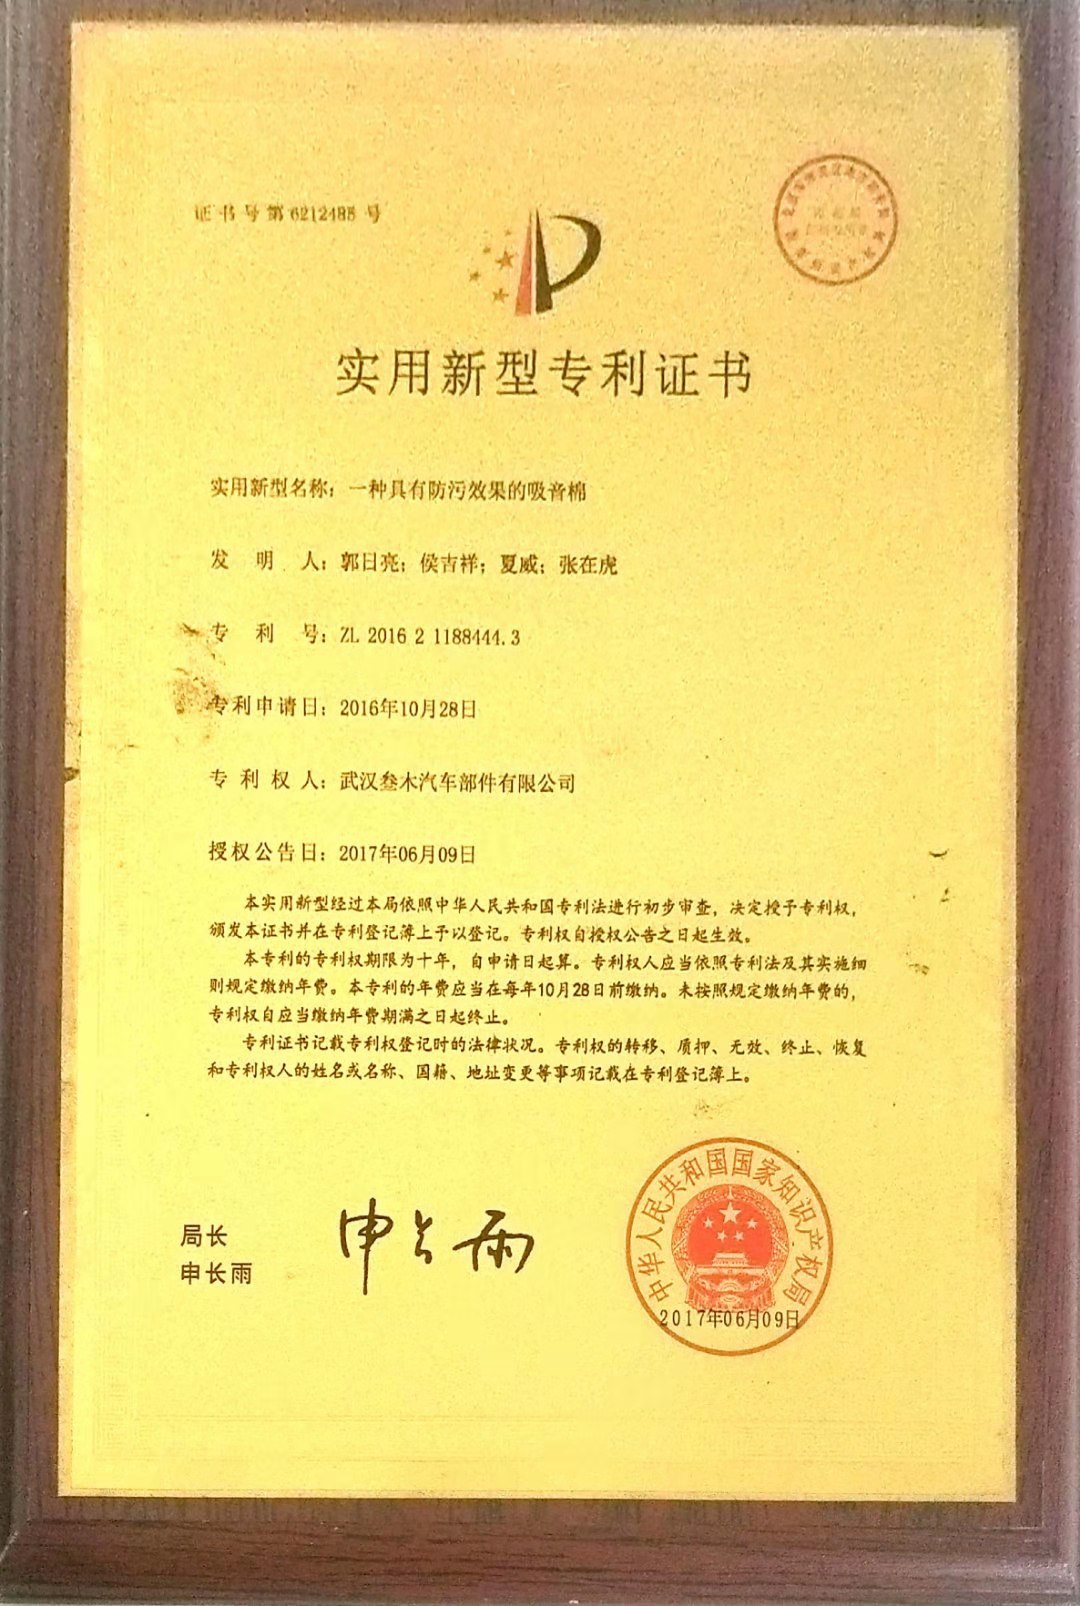 证书号第6212485号
实用新型专利证书
实用新型名称：一种具有防污效果的吸音棉
发明人：郭日亮；侯吉祥；夏威；张在虎
专利号：ZL 2016 2 1188444.3
专利申请日：2016年10月28日
专利权人：武汉叁木汽车部件有限公司
授权公告日：2017年06月09日
本实用新型经过本局依照中华人民共和国专利法进行初步审查，决定授予专利权，
颁发本证书并在专利登记簿上予以登记。专利权自授权公告之日起生效。
本专利的专利权期限为十年，自申请日起算。专利权人应当依照专利法及其实施细
则规定缴纳年费。本专利的年费应当在每年10月28日前缴纳。未按照规定缴纳年费的，
专利权自应当缴纳年费期满之日起终止。
专利证书记载专利权登记时的法律状况。专利权的转移、质押、无效、终止、恢复
和专利权人的姓名或名称、国籍、地址变更等事项记载在专利登记簿上。
局长
申长雨
申长雨
中华人民共和国国家知识产权局
2017年06月09日